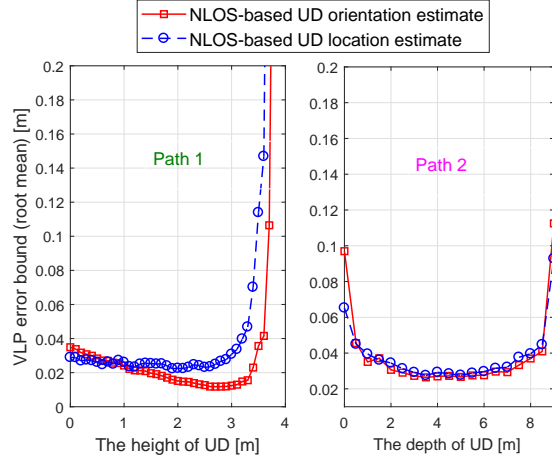 NLOS-based UD orientation estimate
NLOS-based UD location estimate
VLP error bound (root mean) [m]
0.2
0.18
0.16
0.14
0.12
0.1
0.08
0.06
0.04
0.02
0
0 1 2 3 4
The height of UD [m]
Path 1
0.2
0.18
0.16
0.14
0.12
0.1
0.08
0.06
0.04
0.02
0 2 4 6 8
The depth of UD [m]
Path 2